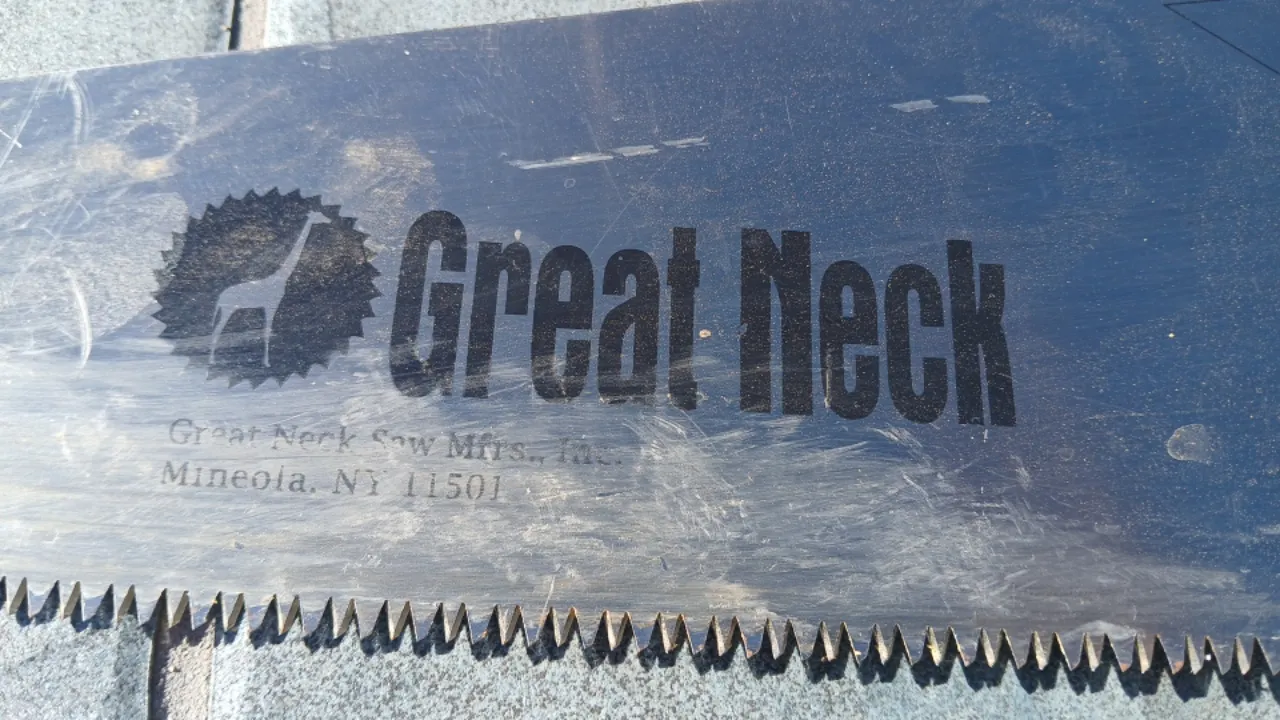 Great Neck
Great Neck Saw Mfrs., Inc.
Mineola, NY 11501